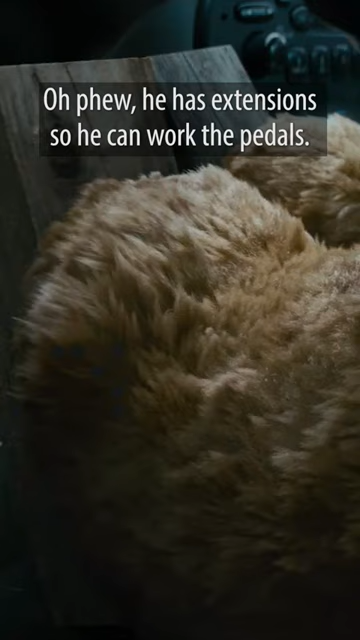 Oh phew, he has extensions
so he can work the pedals.